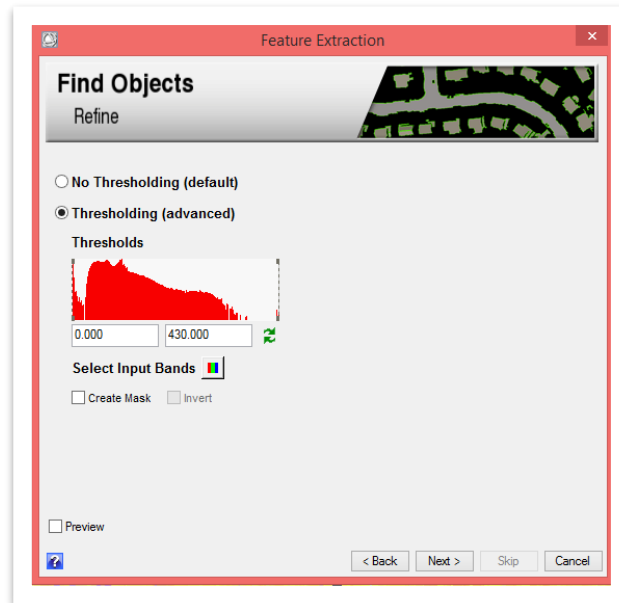 Feature Extraction
Find Objects
Refine
No Thresholding (default)
Thresholding (advanced)
Thresholds
0.000 430.000
Select Input Bands
Create Mask Invert
Preview
< Back Next > Skip Cancel